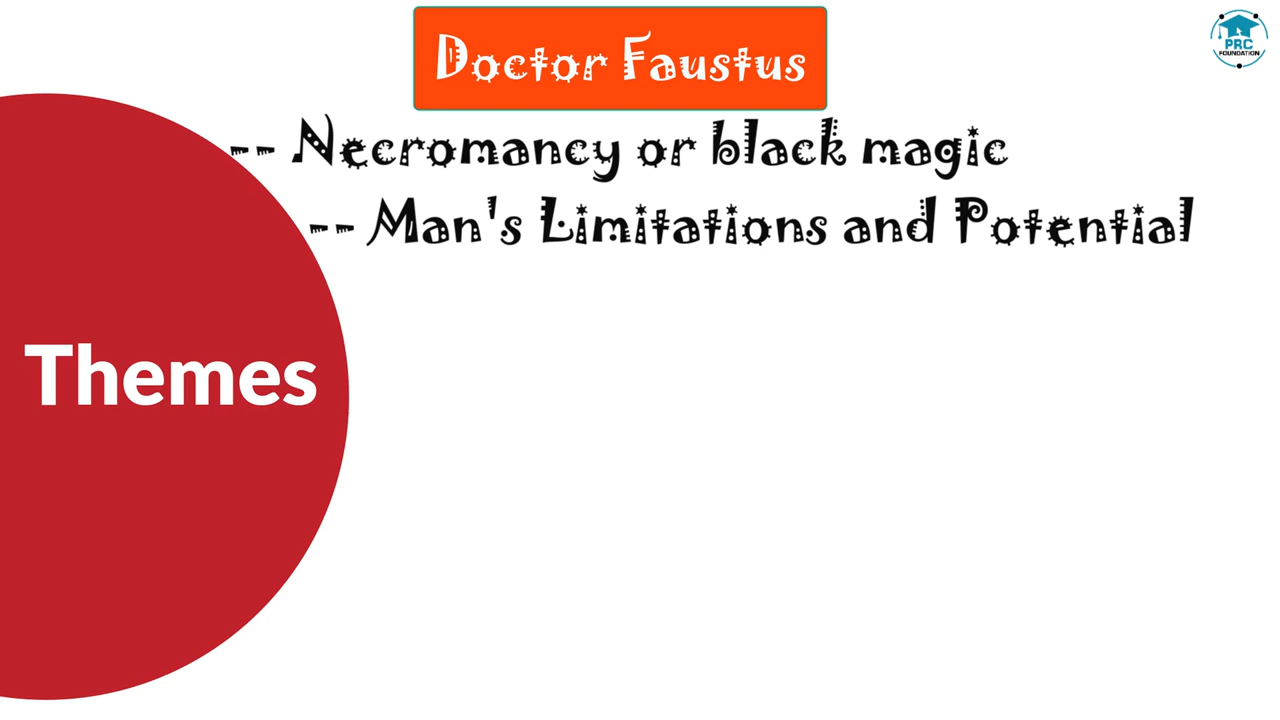 Doctor Faustus
PRC
FOUNDATION
-- Necromancy or black magic
-- Man's Limitations and Potential
Themes